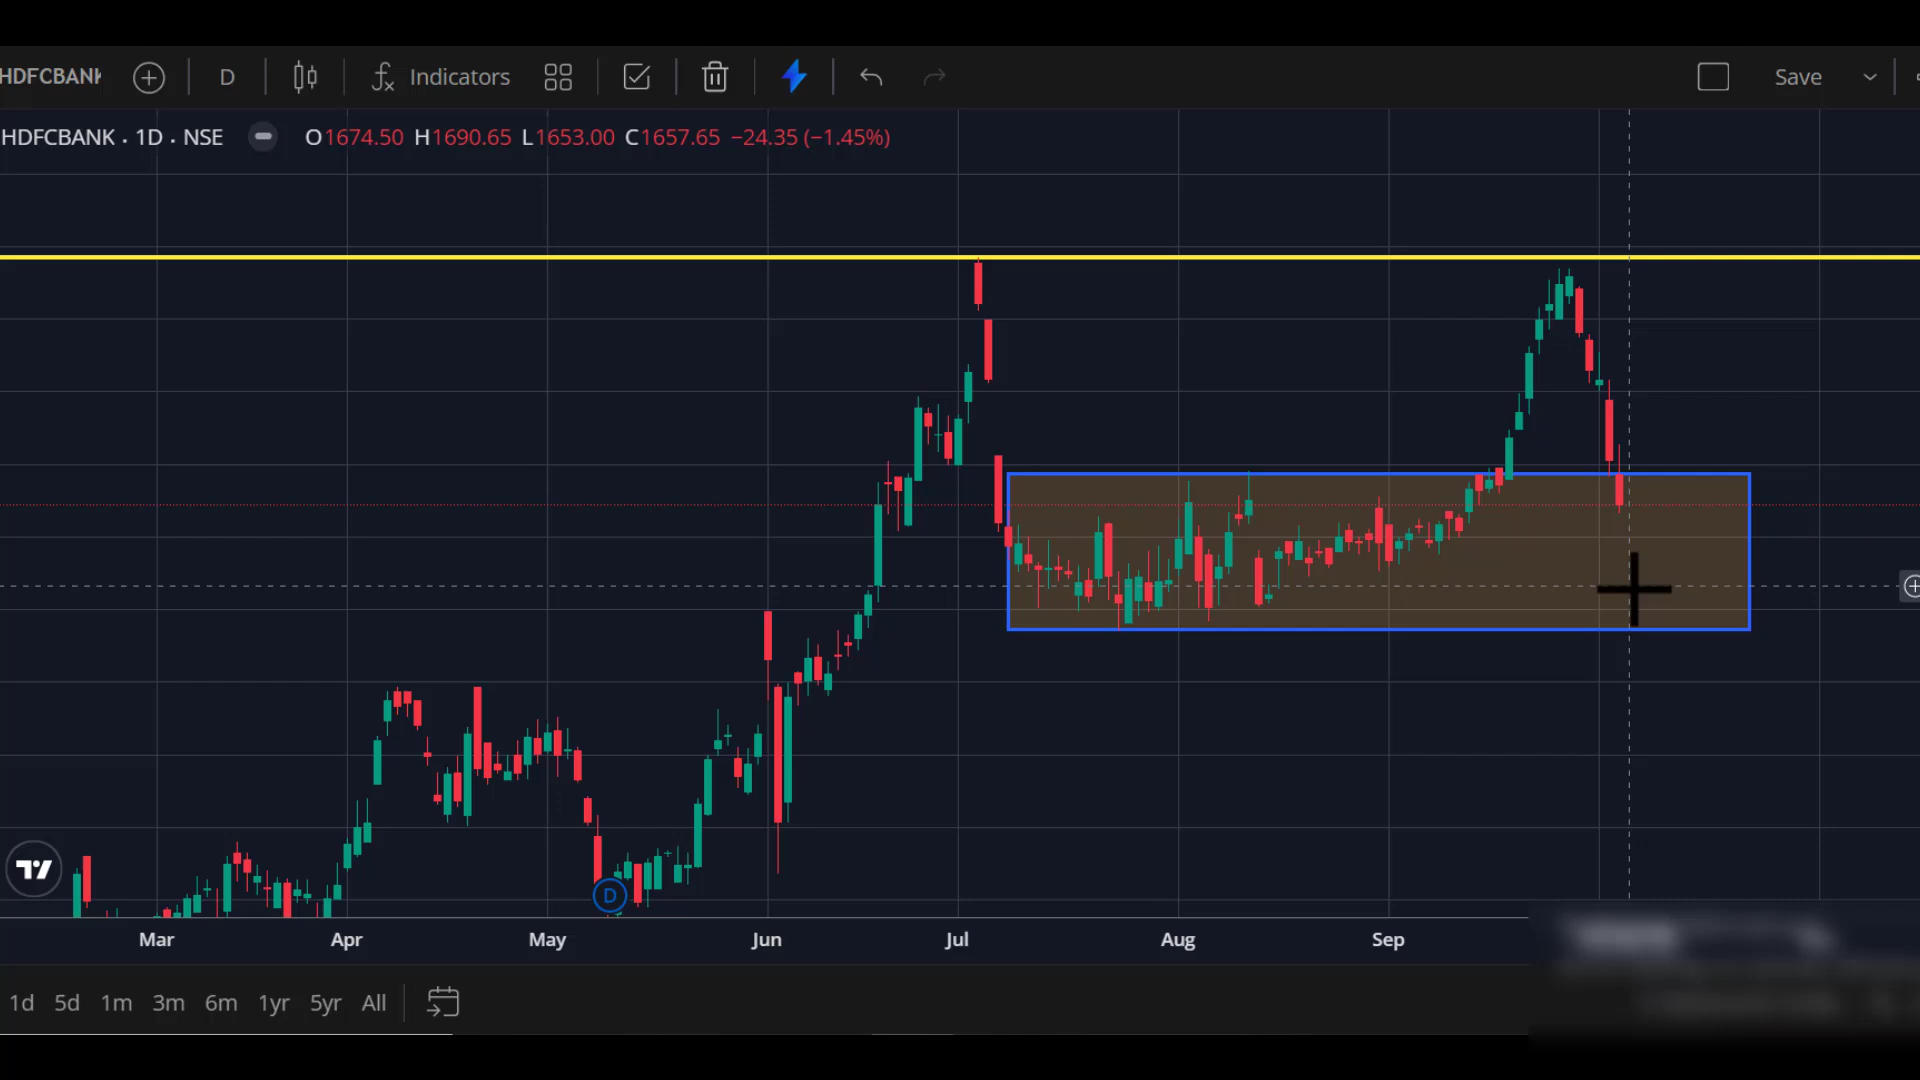 HDFCBANK D Indicators Save
HDFCBANK · 1D · NSE O1674.50 H1690.65 L1653.00 C1657.65 −24.35 (−1.45%)
D
Mar Apr May Jun Jul Aug Sep
1d 5d 1m 3m 6m 1yr 5yr All